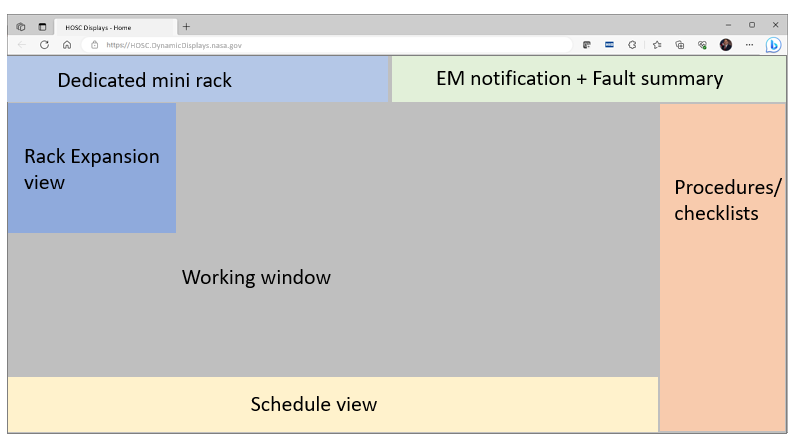 HOSC Displays - Home
https://HOSC.DynamicDisplays.nasa.gov
Dedicated mini rack
EM notification + Fault summary
Rack Expansion
view
Procedures/
checklists
Working window
Schedule view